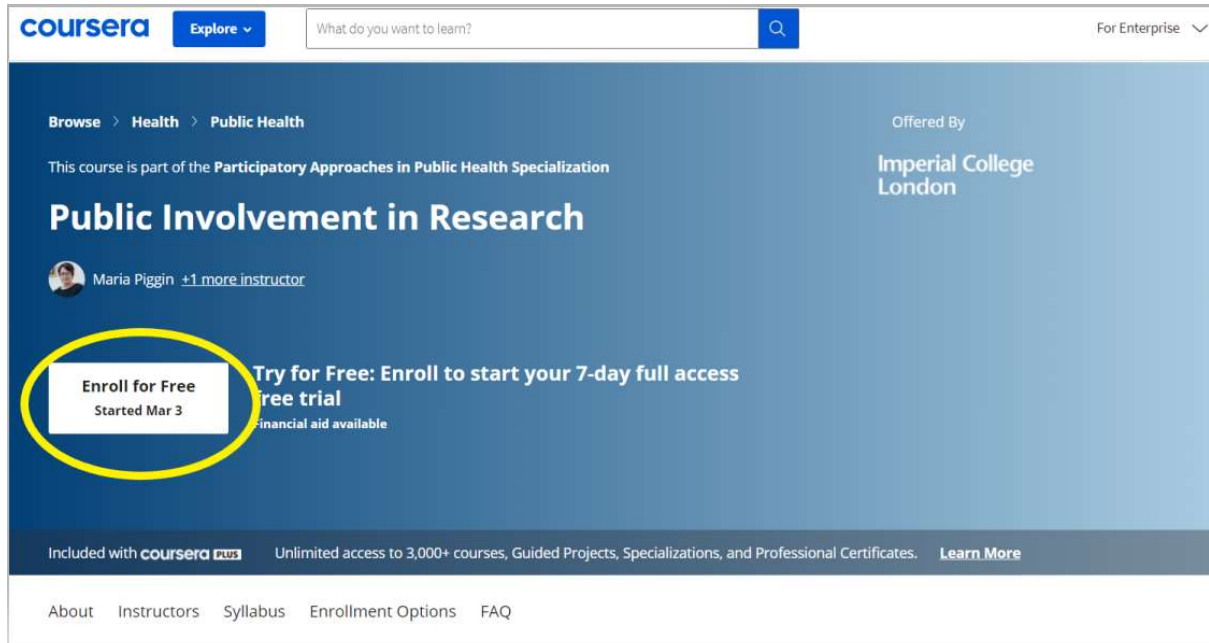 coursera Explore What do you want to learn? For Enterprise
Browse > Health > Public Health
Offered By
This course is part of the Participatory Approaches in Public Health Specialization
Imperial College
London
Public Involvement in Research
Maria Piggin +1 more instructor
Enroll for Free
Started Mar 3
Try for Free: Enroll to start your 7-day full access
free trial
Financial aid available
Included with coursera PLUS Unlimited access to 3,000+ courses, Guided Projects, Specializations, and Professional Certificates. Learn More
About Instructors Syllabus Enrollment Options FAQ